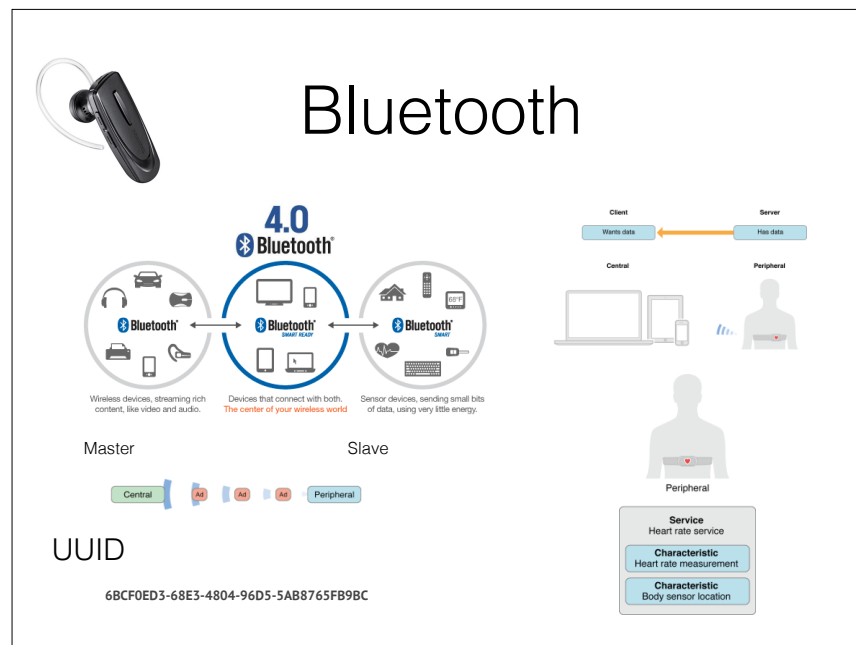 Bluetooth
4.0
Bluetooth®
Bluetooth®
Bluetooth®
SMART READY
Bluetooth®
SMART
68°F
Wireless devices, streaming rich
content, like video and audio.
Devices that connect with both.
The center of your wireless world
Sensor devices, sending small bits
of data, using very little energy.
Master
Slave
Central
Ad
Ad
Ad
Peripheral
UUID
6BCF0ED3-68E3-4804-96D5-5AB8765FB9BC
Client
Server
Wants data
Has data
Central
Peripheral
Peripheral
Service
Heart rate service
Characteristic
Heart rate measurement
Characteristic
Body sensor location